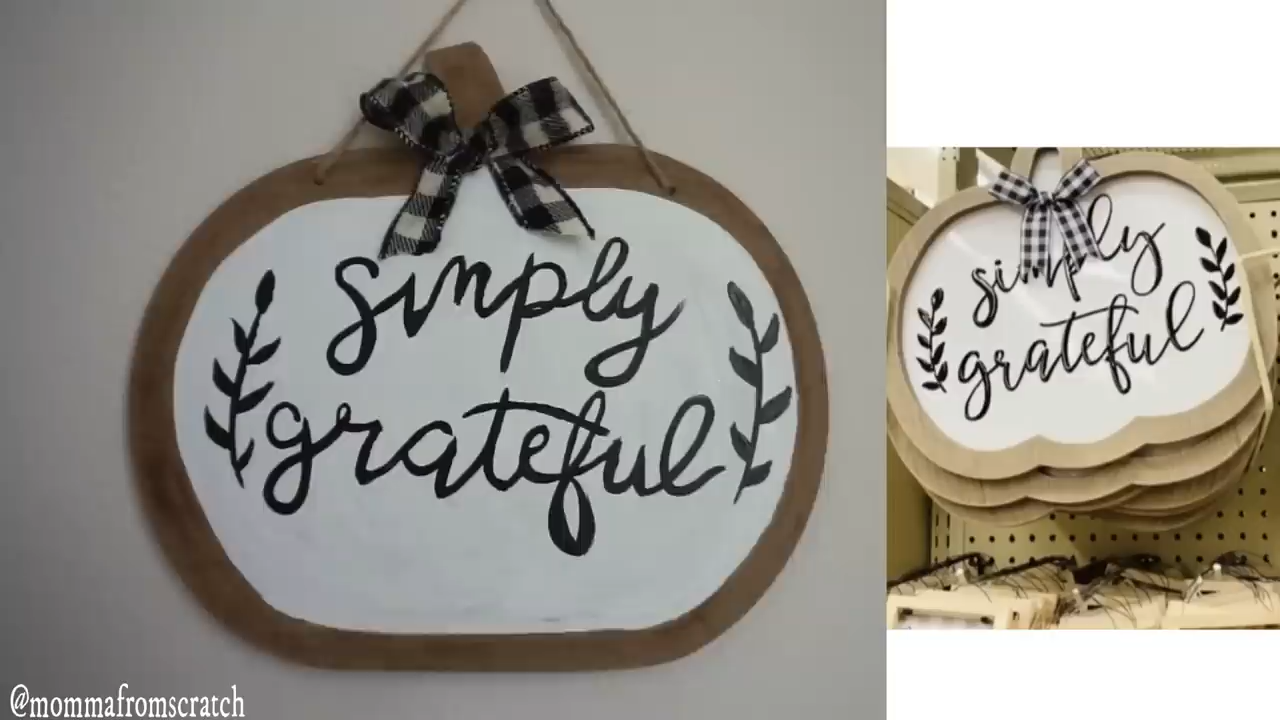 simply
grateful
simply
grateful
@mommafromscratch